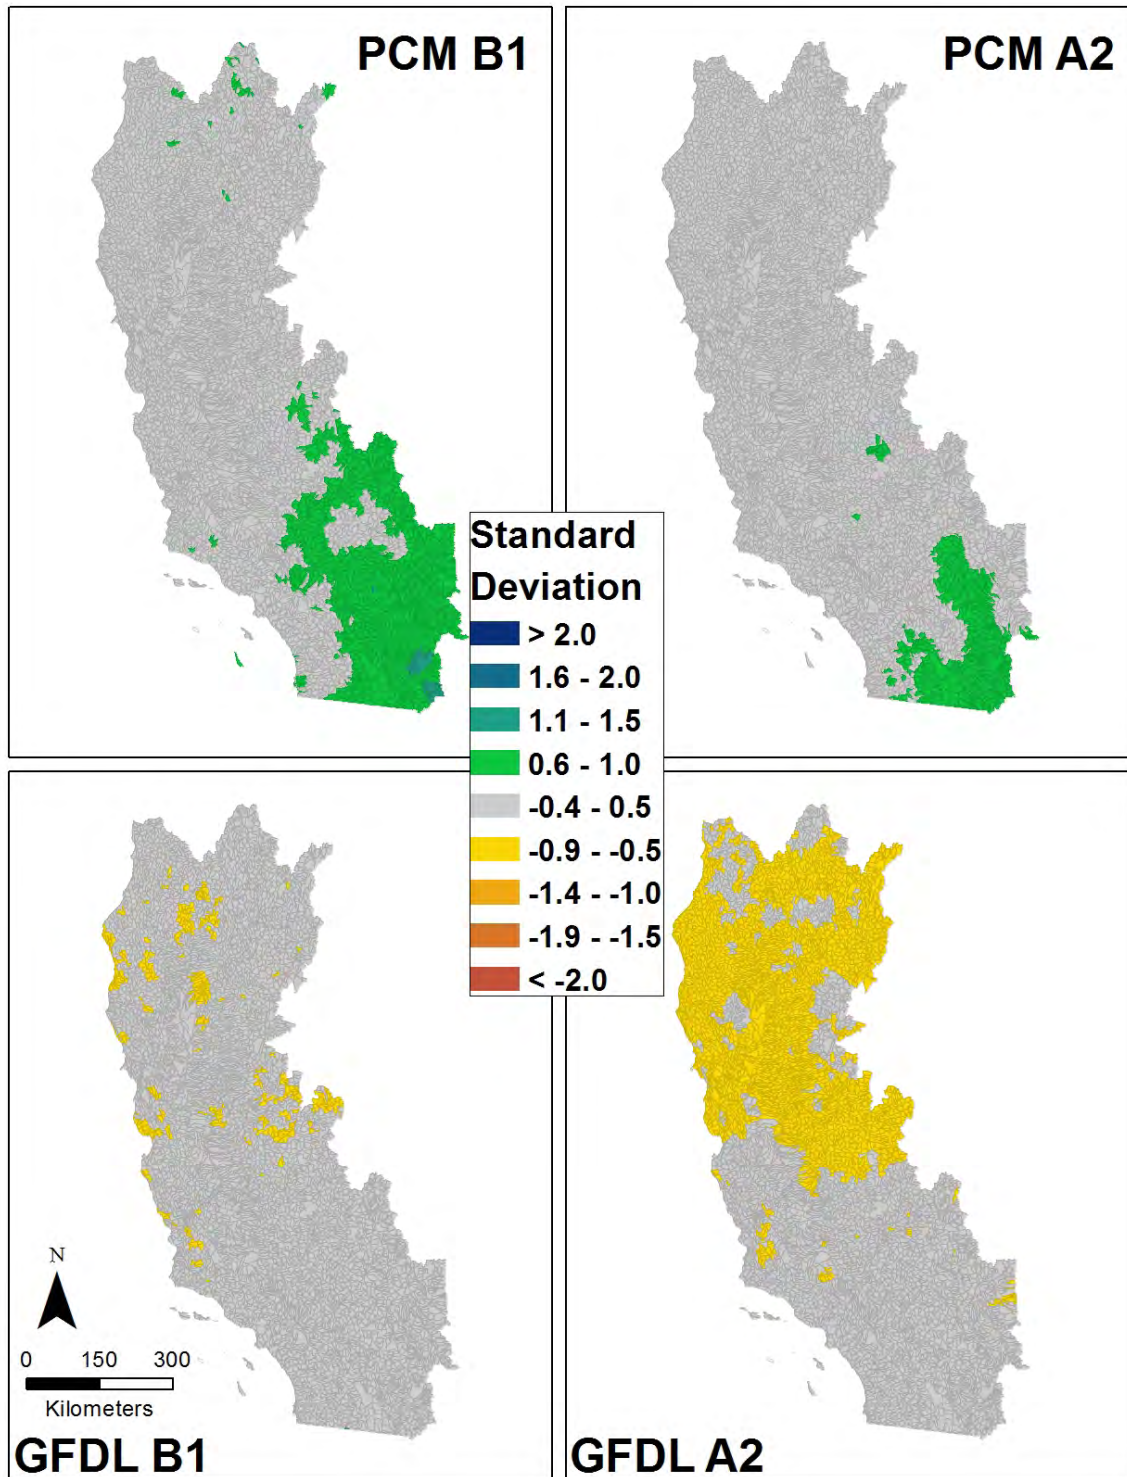 PCM B1
PCM A2
Standard
Deviation
> 2.0
1.6 - 2.0
1.1 - 1.5
0.6 - 1.0
-0.4 - 0.5
-0.9 - -0.5
-1.4 - -1.0
-1.9 - -1.5
< -2.0
N
0 150 300
Kilometers
GFDL B1
GFDL A2